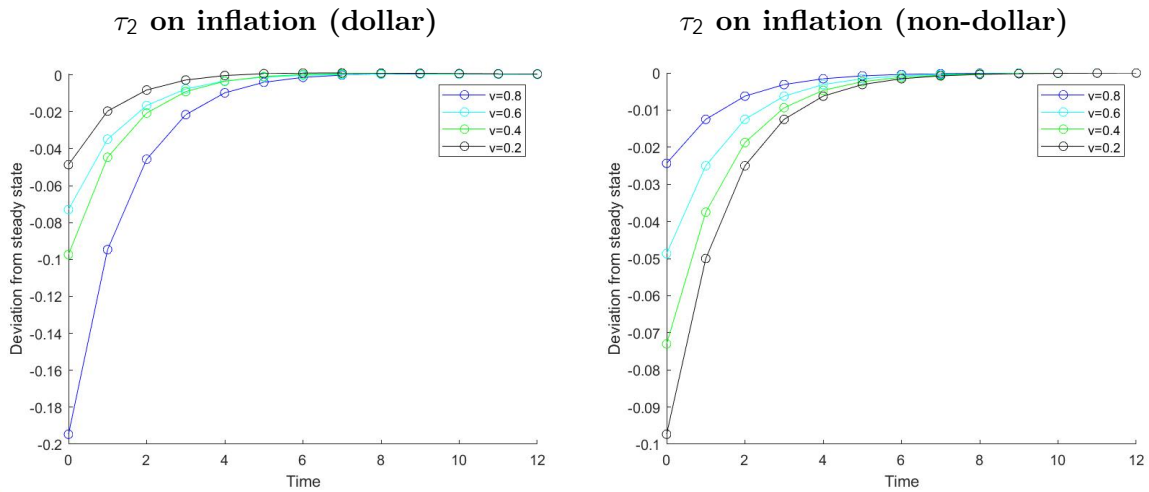 τ₂ on inflation (dollar)
Deviation from steady state
0
-0.02
-0.04
-0.06
-0.08
-0.1
-0.12
-0.14
-0.16
-0.18
-0.2
v=0.8
v=0.6
v=0.4
v=0.2
0 2 4 6 8 10 12
Time
τ₂ on inflation (non-dollar)
Deviation from steady state
0
-0.01
-0.02
-0.03
-0.04
-0.05
-0.06
-0.07
-0.08
-0.09
-0.1
v=0.8
v=0.6
v=0.4
v=0.2
0 2 4 6 8 10 12
Time